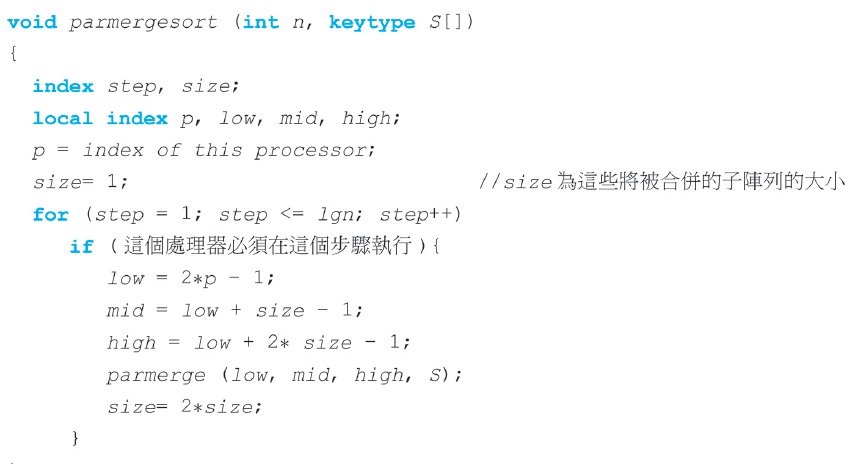 void parmergesort (int n, keytype S[])
{
index step, size;
local index p, low, mid, high;
p = index of this processor;
size= 1; //size 為這些將被合併的子陣列的大小
for (step = 1; step <= lgn; step++)
if ( 這個處理器必須在這個步驟執行 ) {
low = 2*p − 1;
mid = low + size − 1;
high = low + 2* size − 1;
parmerge (low, mid, high, S);
size= 2*size;
}